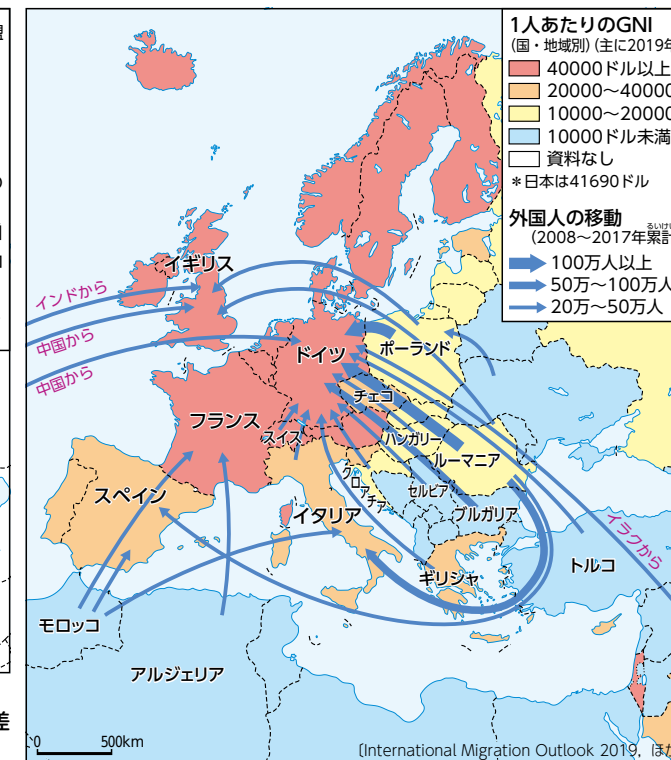 盟
の
差
1人あたりのGNI
(国・地域別)(主に2019年
40000ドル以上
20000〜40000
10000〜20000
10000ドル未満
資料なし
*日本は41690ドル
外国人の移動
るいけい
(2008〜2017年累計
100万人以上
50万〜100万人
20万〜50万人
イギリス
インドから
中国から
中国から
ドイツ
ポーランド
チェコ
フランス
スイス
ハンガリー
ルーマニア
クロアチア
セルビア
ブルガリア
スペイン
イタリア
イラクから
トルコ
ギリシャ
モロッコ
アルジェリア
0 500km
〔International Migration Outlook 2019, ほか